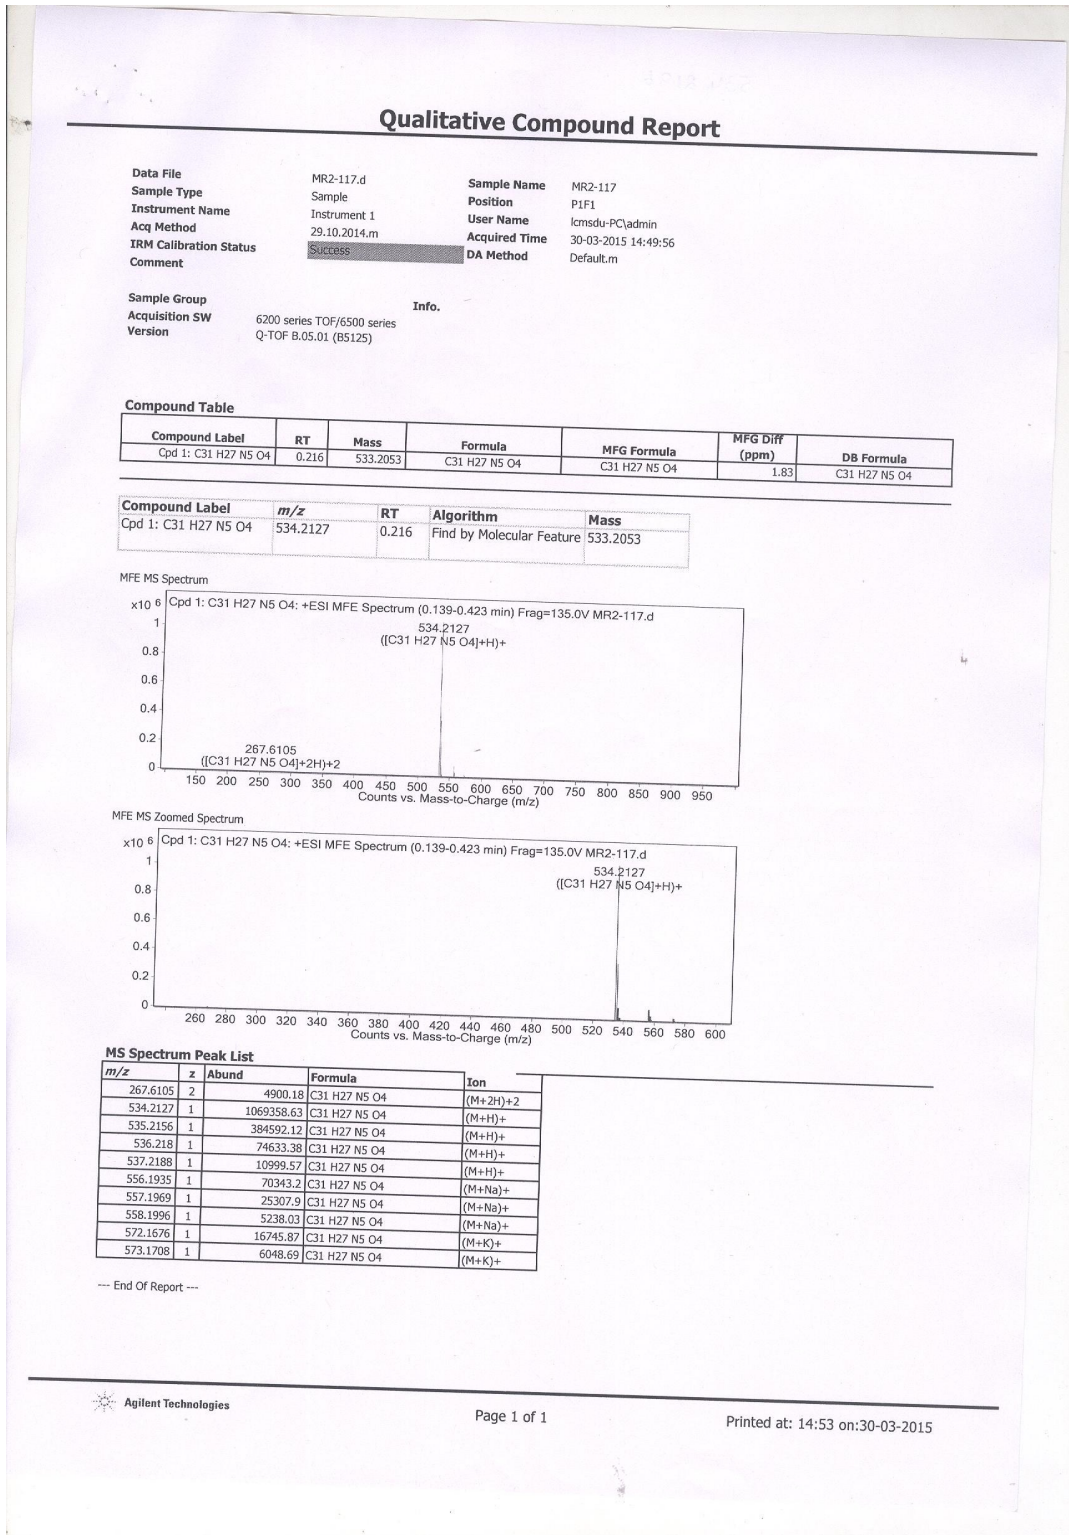 Qualitative Compound Report
Data File MR2-117.d Sample Name MR2-117
Sample Type Sample Position P1F1
Instrument Name Instrument 1 User Name lcmsdu-PC\admin
Acq Method 29.10.2014.m Acquired Time 30-03-2015 14:49:56
IRM Calibration Status Success DA Method Default.m
Comment
Sample Group Info.
Acquisition SW 6200 series TOF/6500 series
Version Q-TOF B.05.01 (B5125)
Compound Table
Compound Label RT Mass Formula MFG Formula MFG Diff (ppm) DB Formula
Cpd 1: C31 H27 N5 O4 0.216 533.2053 C31 H27 N5 O4 C31 H27 N5 O4 1.83 C31 H27 N5 O4
Compound Label m/z RT Algorithm Mass
Cpd 1: C31 H27 N5 O4 534.2127 0.216 Find by Molecular Feature 533.2053
MFE MS Spectrum
x10 6 Cpd 1: C31 H27 N5 O4: +ESI MFE Spectrum (0.139-0.423 min) Frag=135.0V MR2-117.d
534.2127
([C31 H27 N5 O4]+H)+
1
0.8
0.6
0.4
0.2
0
267.6105
([C31 H27 N5 O4]+2H)+2
150 200 250 300 350 400 450 500 550 600 650 700 750 800 850 900 950
Counts vs. Mass-to-Charge (m/z)
MFE MS Zoomed Spectrum
x10 6 Cpd 1: C31 H27 N5 O4: +ESI MFE Spectrum (0.139-0.423 min) Frag=135.0V MR2-117.d
534.2127
([C31 H27 N5 O4]+H)+
1
0.8
0.6
0.4
0.2
0
260 280 300 320 340 360 380 400 420 440 460 480 500 520 540 560 580 600
Counts vs. Mass-to-Charge (m/z)
MS Spectrum Peak List
m/z z Abund Formula Ion
267.6105 2 4900.18 C31 H27 N5 O4 (M+2H)+2
534.2127 1 1069358.63 C31 H27 N5 O4 (M+H)+
535.2156 1 384592.12 C31 H27 N5 O4 (M+H)+
536.218 1 74633.38 C31 H27 N5 O4 (M+H)+
537.2188 1 10999.57 C31 H27 N5 O4 (M+H)+
556.1935 1 70343.2 C31 H27 N5 O4 (M+Na)+
557.1969 1 25307.9 C31 H27 N5 O4 (M+Na)+
558.1996 1 5238.03 C31 H27 N5 O4 (M+Na)+
572.1676 1 16745.87 C31 H27 N5 O4 (M+K)+
573.1708 1 6048.69 C31 H27 N5 O4 (M+K)+
--- End Of Report ---
Agilent Technologies
Page 1 of 1
Printed at: 14:53 on:30-03-2015